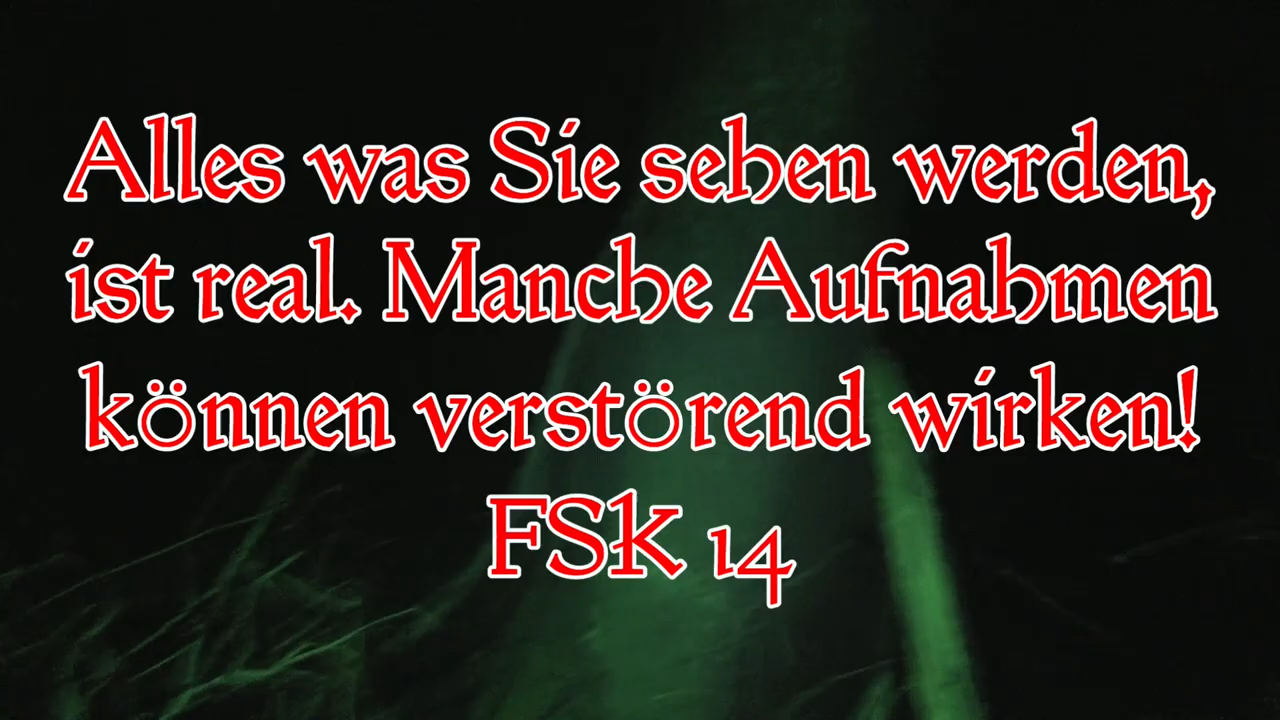 Alles was Sie sehen werden,
ist real. Manche Aufnahmen
können verstörend wirken!
FSK 14